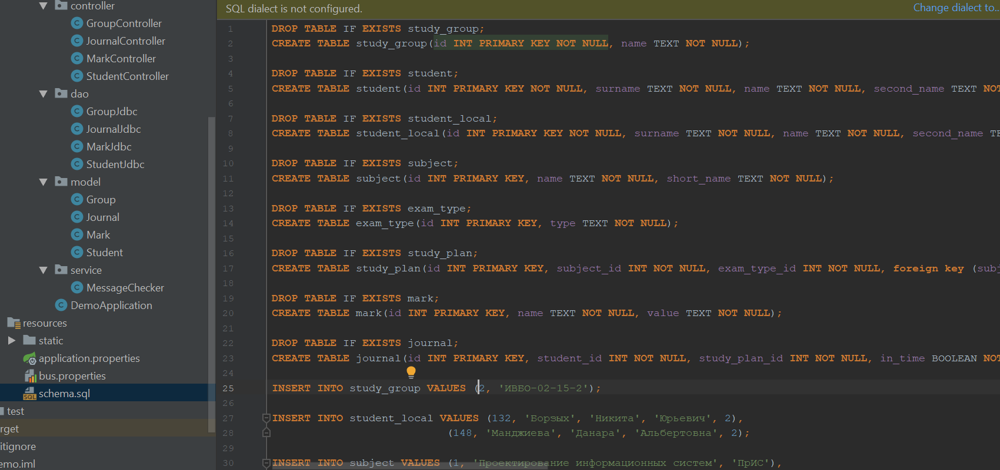 controller
GroupController
JournalController
MarkController
StudentController
dao
GroupJdbc
JournalJdbc
MarkJdbc
StudentJdbc
model
Group
Journal
Mark
Student
service
MessageChecker
DemoApplication
resources
static
application.properties
bus.properties
schema.sql
test
rget
itignore
emo.iml
SQL dialect is not configured.
Change dialect to...
1 DROP TABLE IF EXISTS study_group;
2 CREATE TABLE study_group(id INT PRIMARY KEY NOT NULL, name TEXT NOT NULL);
3
4 DROP TABLE IF EXISTS student;
5 CREATE TABLE student(id INT PRIMARY KEY NOT NULL, surname TEXT NOT NULL, name TEXT NOT NULL, second_name TEXT NOT
6
7 DROP TABLE IF EXISTS student_local;
8 CREATE TABLE student_local(id INT PRIMARY KEY NOT NULL, surname TEXT NOT NULL, name TEXT NOT NULL, second_name TE
9
10 DROP TABLE IF EXISTS subject;
11 CREATE TABLE subject(id INT PRIMARY KEY, name TEXT NOT NULL, short_name TEXT NOT NULL);
12
13 DROP TABLE IF EXISTS exam_type;
14 CREATE TABLE exam_type(id INT PRIMARY KEY, type TEXT NOT NULL);
15
16 DROP TABLE IF EXISTS study_plan;
17 CREATE TABLE study_plan(id INT PRIMARY KEY, subject_id INT NOT NULL, exam_type_id INT NOT NULL, foreign key (subj
18
19 DROP TABLE IF EXISTS mark;
20 CREATE TABLE mark(id INT PRIMARY KEY, name TEXT NOT NULL, value TEXT NOT NULL);
21
22 DROP TABLE IF EXISTS journal;
23 CREATE TABLE journal(id INT PRIMARY KEY, student_id INT NOT NULL, study_plan_id INT NOT NULL, in_time BOOLEAN NOT
24
25 INSERT INTO study_group VALUES (2, 'ИВБО-02-15-2');
26
27 INSERT INTO student_local VALUES (132, 'Борзых', 'Никита', 'Юрьевич', 2),
28 (148, 'Манджиева', 'Данара', 'Альбертовна', 2);
29
30 INSERT INTO subject VALUES (1, 'Проектирование информационных систем', 'ПрИС'),
SQL